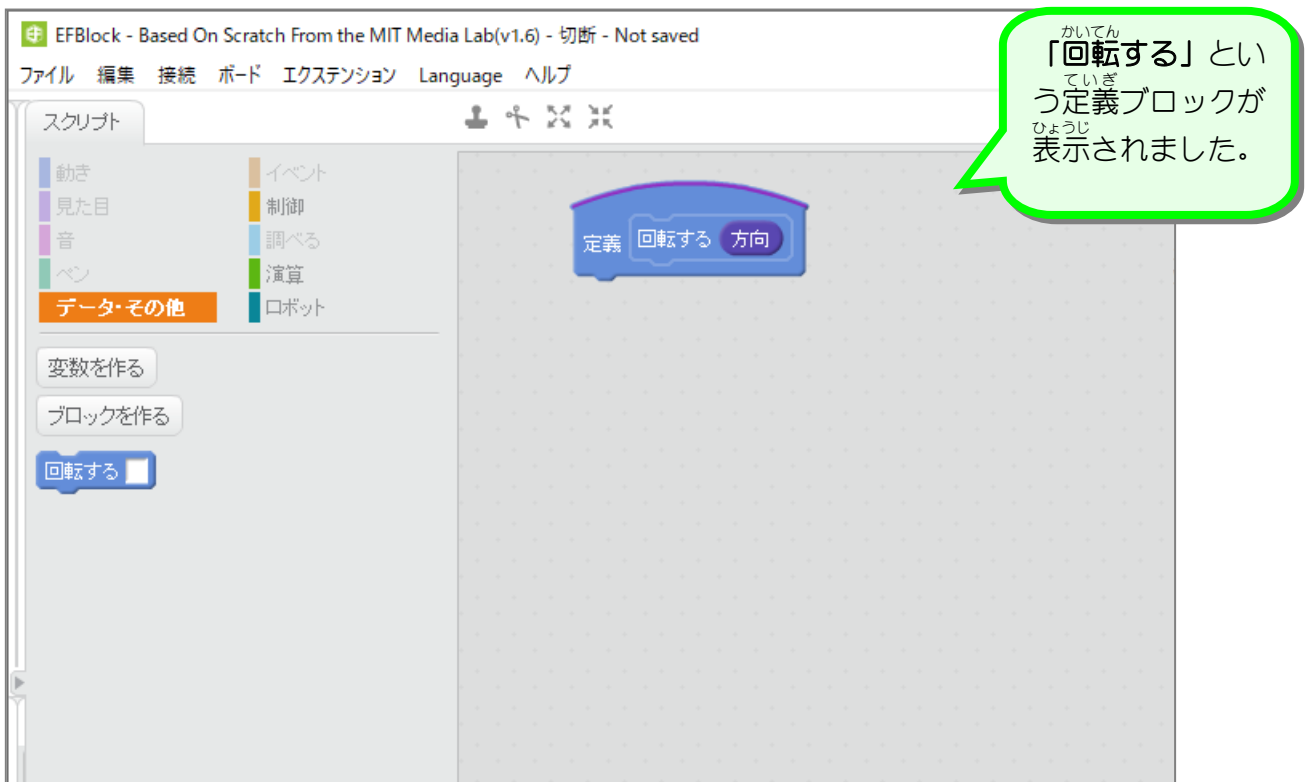 EFBlock - Based On Scratch From the MIT Media Lab(v1.6) - 切断 - Not saved
ファイル 編集 接続 ボード エクステンション Language ヘルプ
かいてん
「回転する」とい
ていぎ
う定義ブロックが
ひょうじ
表示されました。
スクリプト
動き イベント
見た目 制御
音 調べる
ペン 演算
データ・その他 ロボット
変数を作る
ブロックを作る
回転する
定義 回転する 方向